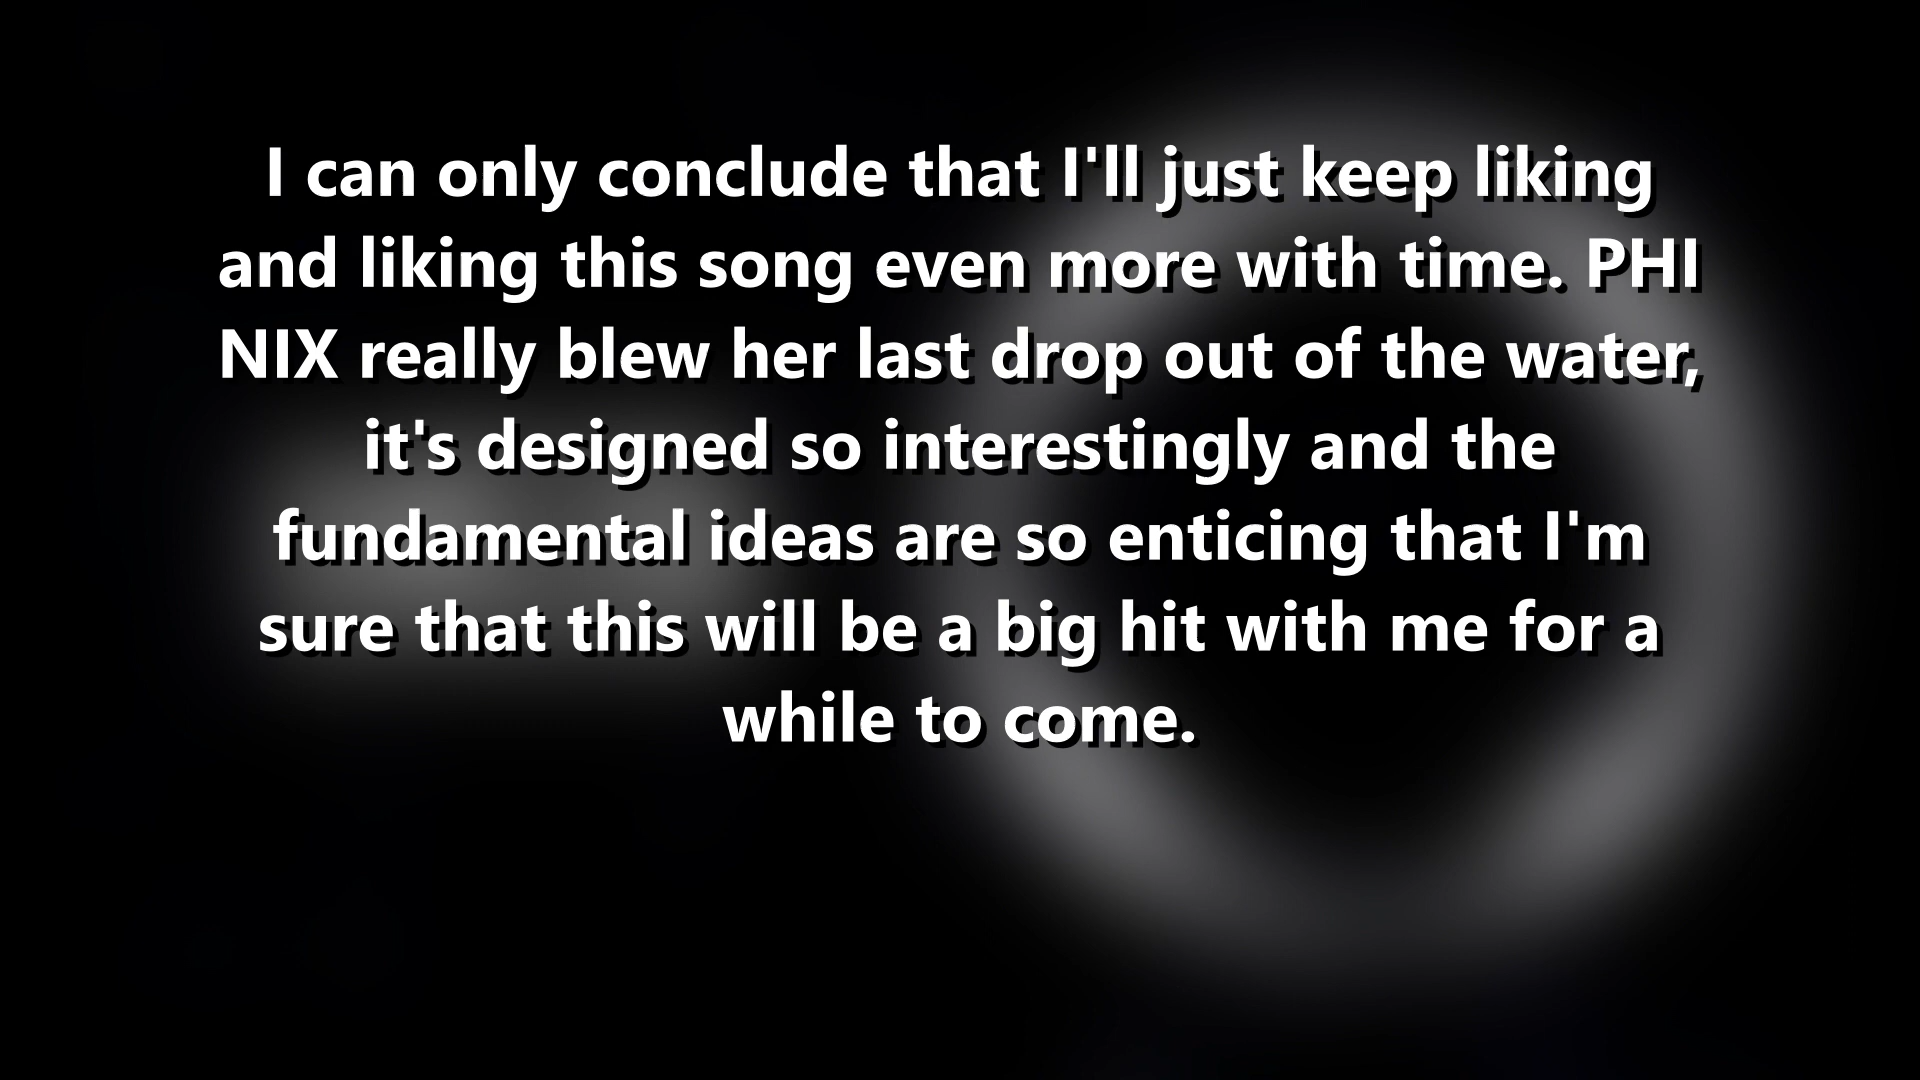 I can only conclude that I'll just keep liking
and liking this song even more with time. PHI
NIX really blew her last drop out of the water,
it's designed so interestingly and the
fundamental ideas are so enticing that I'm
sure that this will be a big hit with me for a
while to come.